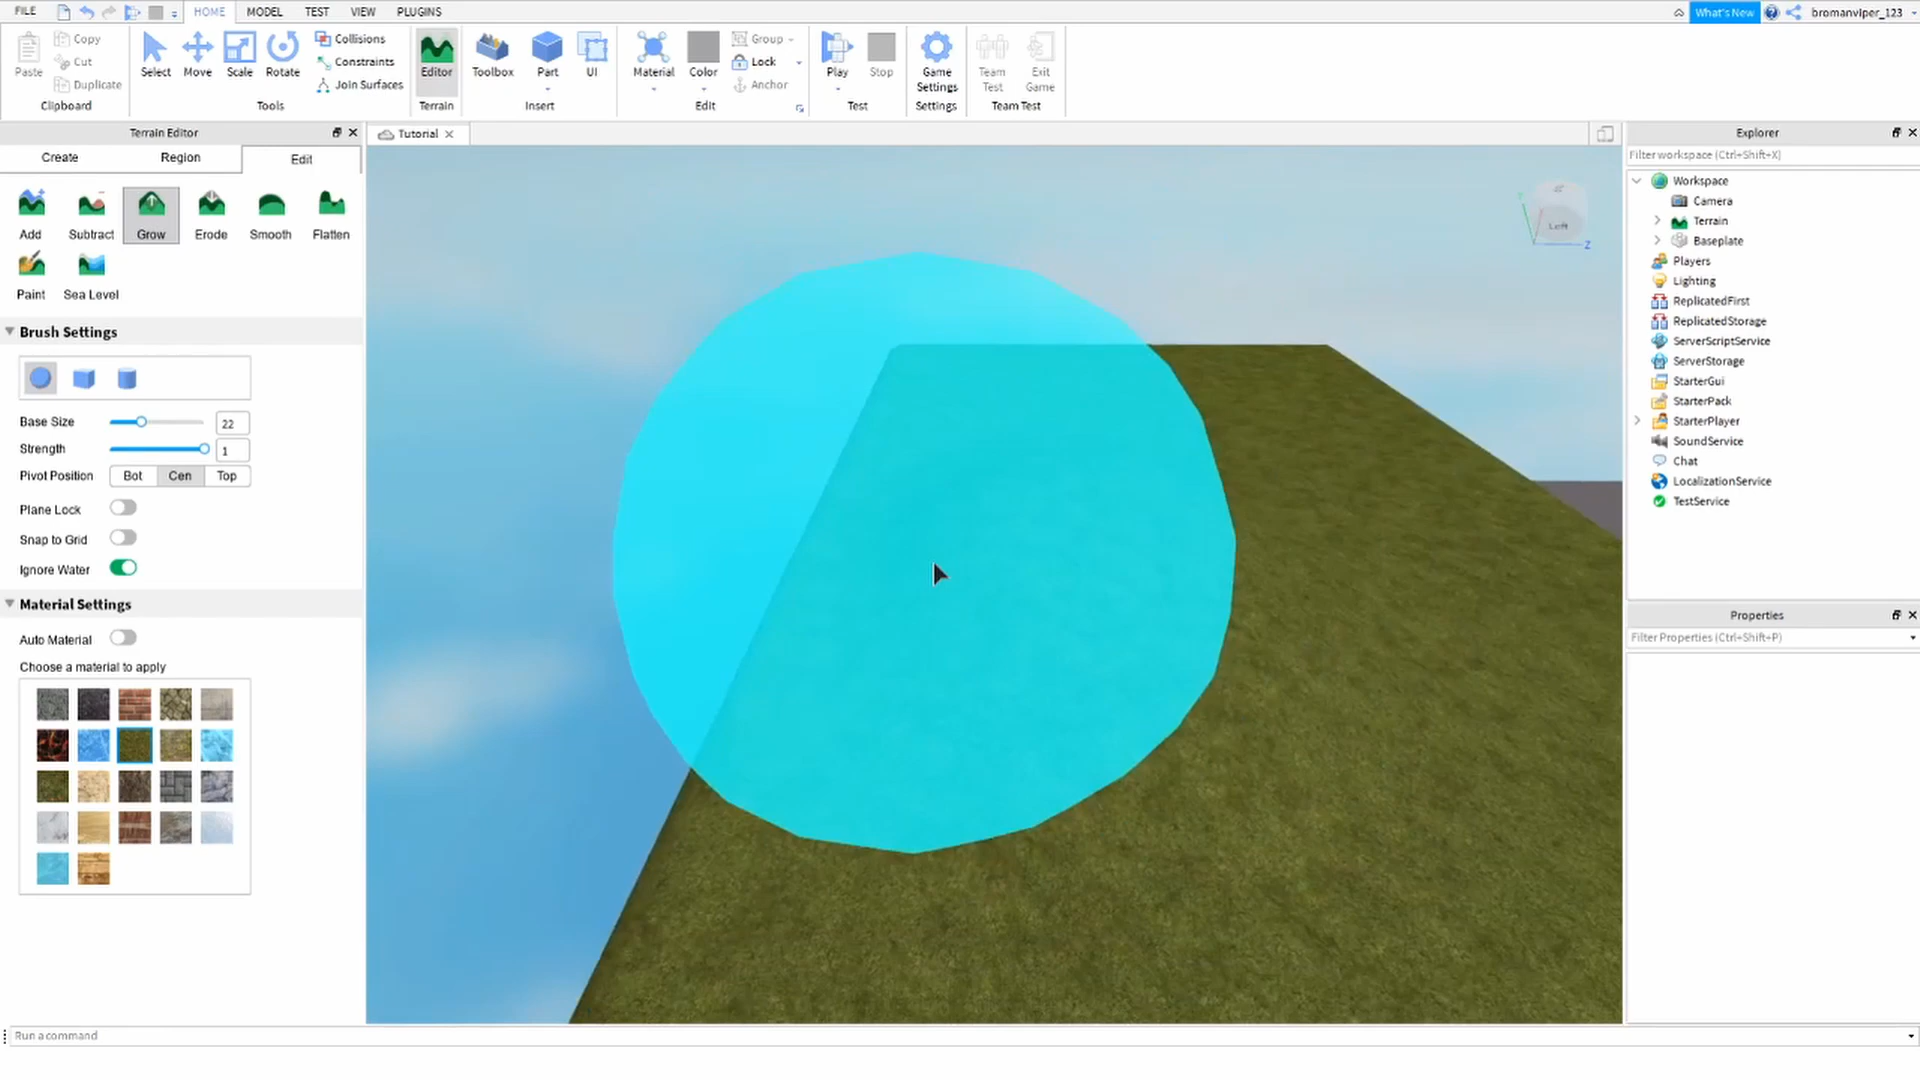 FILE HOME MODEL TEST VIEW PLUGINS What's New bromanviper_123
Paste Copy Cut Duplicate Clipboard
Select Move Scale Rotate Collisions Constraints Join Surfaces Tools
Editor Terrain
Toolbox Part UI Insert
Material Color Group Lock Anchor Edit
Play Stop Test
Game Settings Settings
Team Test Exit Game Team Test
Terrain Editor
Create Region Edit
Add Subtract Grow Erode Smooth Flatten
Paint Sea Level
Brush Settings
Base Size 22
Strength 1
Pivot Position Bot Cen Top
Plane Lock
Snap to Grid
Ignore Water
Material Settings
Auto Material
Choose a material to apply
Tutorial
Left
Z
Explorer
Filter workspace (Ctrl+Shift+X)
Workspace
Camera
Terrain
Baseplate
Players
Lighting
ReplicatedFirst
ReplicatedStorage
ServerScriptService
ServerStorage
StarterGui
StarterPack
StarterPlayer
SoundService
Chat
LocalizationService
TestService
Properties
Filter Properties (Ctrl+Shift+P)
Run a command